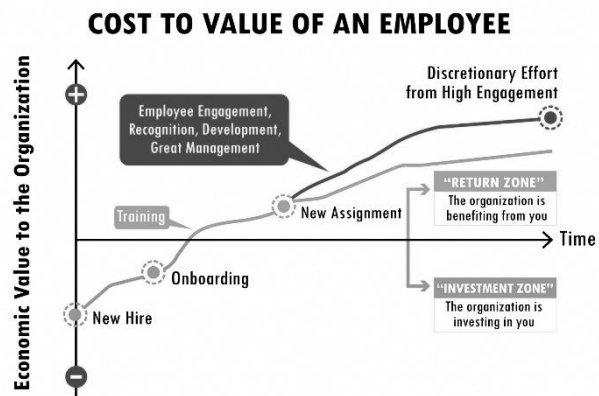 COST TO VALUE OF AN EMPLOYEE
Economic Value to the Organization
+
Discretionary Effort
from High Engagement
Employee Engagement,
Recognition, Development,
Great Management
Training
New Assignment
"RETURN ZONE"
The organization is
benefiting from you
Time
Onboarding
New Hire
"INVESTMENT ZONE"
The organization is
investing in you
-